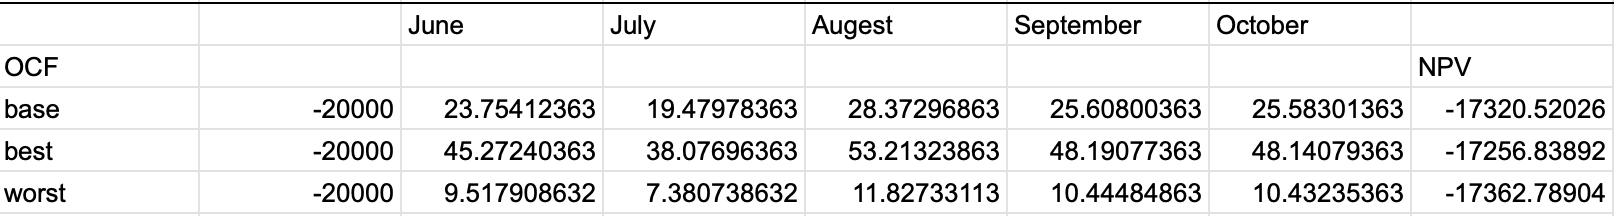 June July Augest September October
OCF NPV
base -20000 23.75412363 19.47978363 28.37296863 25.60800363 25.58301363 -17320.52026
best -20000 45.27240363 38.07696363 53.21323863 48.19077363 48.14079363 -17256.83892
worst -20000 9.517908632 7.380738632 11.82733113 10.44484863 10.43235363 -17362.78904